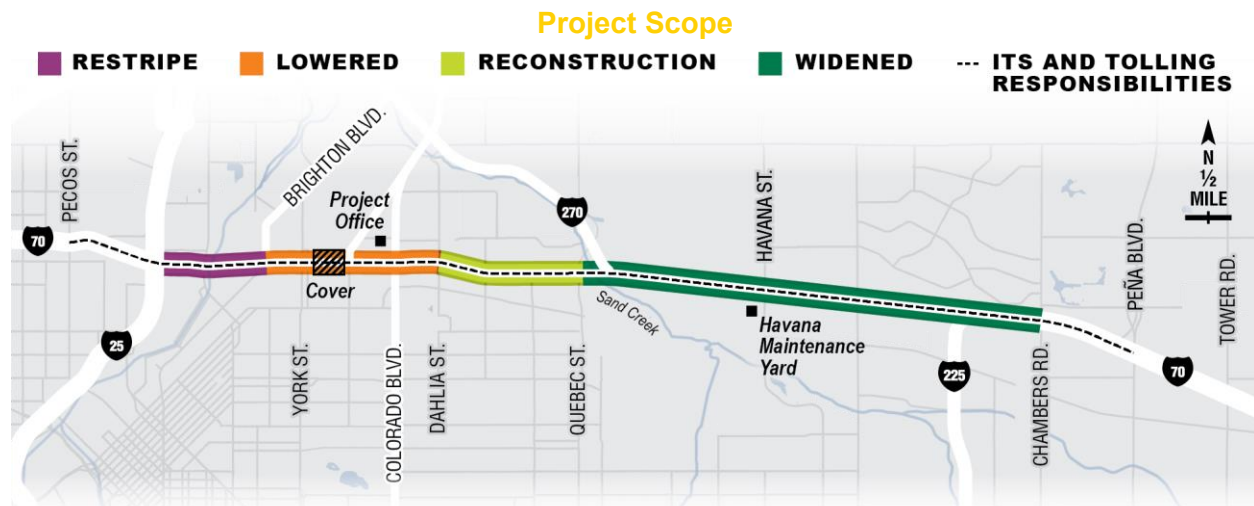 Project Scope
RESTRIPE
LOWERED
RECONSTRUCTION
WIDENED
ITS AND TOLLING
RESPONSIBILITIES
PECOS ST.
BRIGHTON BLVD.
Project
Office
HAVANA ST.
N
½
MILE
70
270
PEÑA BLVD.
TOWER RD.
Cover
Sand Creek
25
YORK ST.
COLORADO BLVD.
DAHLIA ST.
QUEBEC ST.
Havana
Maintenance
Yard
225
CHAMBERS RD.
70